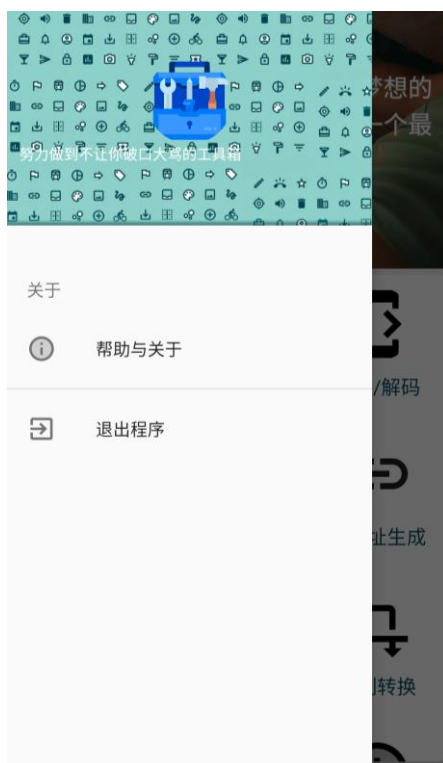 努力做到不让你破口大骂的工具箱
梦想的
一个最
关于
帮助与关于
退出程序
/解码
址生成
转换